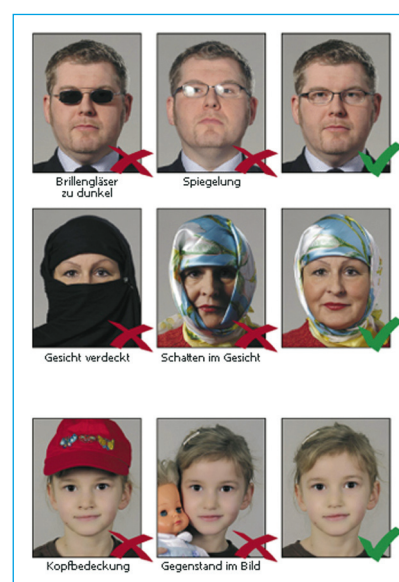 Brillengläser
zu dunkel
Spiegelung
Gesicht verdeckt
Schatten im Gesicht
Kopfbedeckung
Gegenstand im Bild